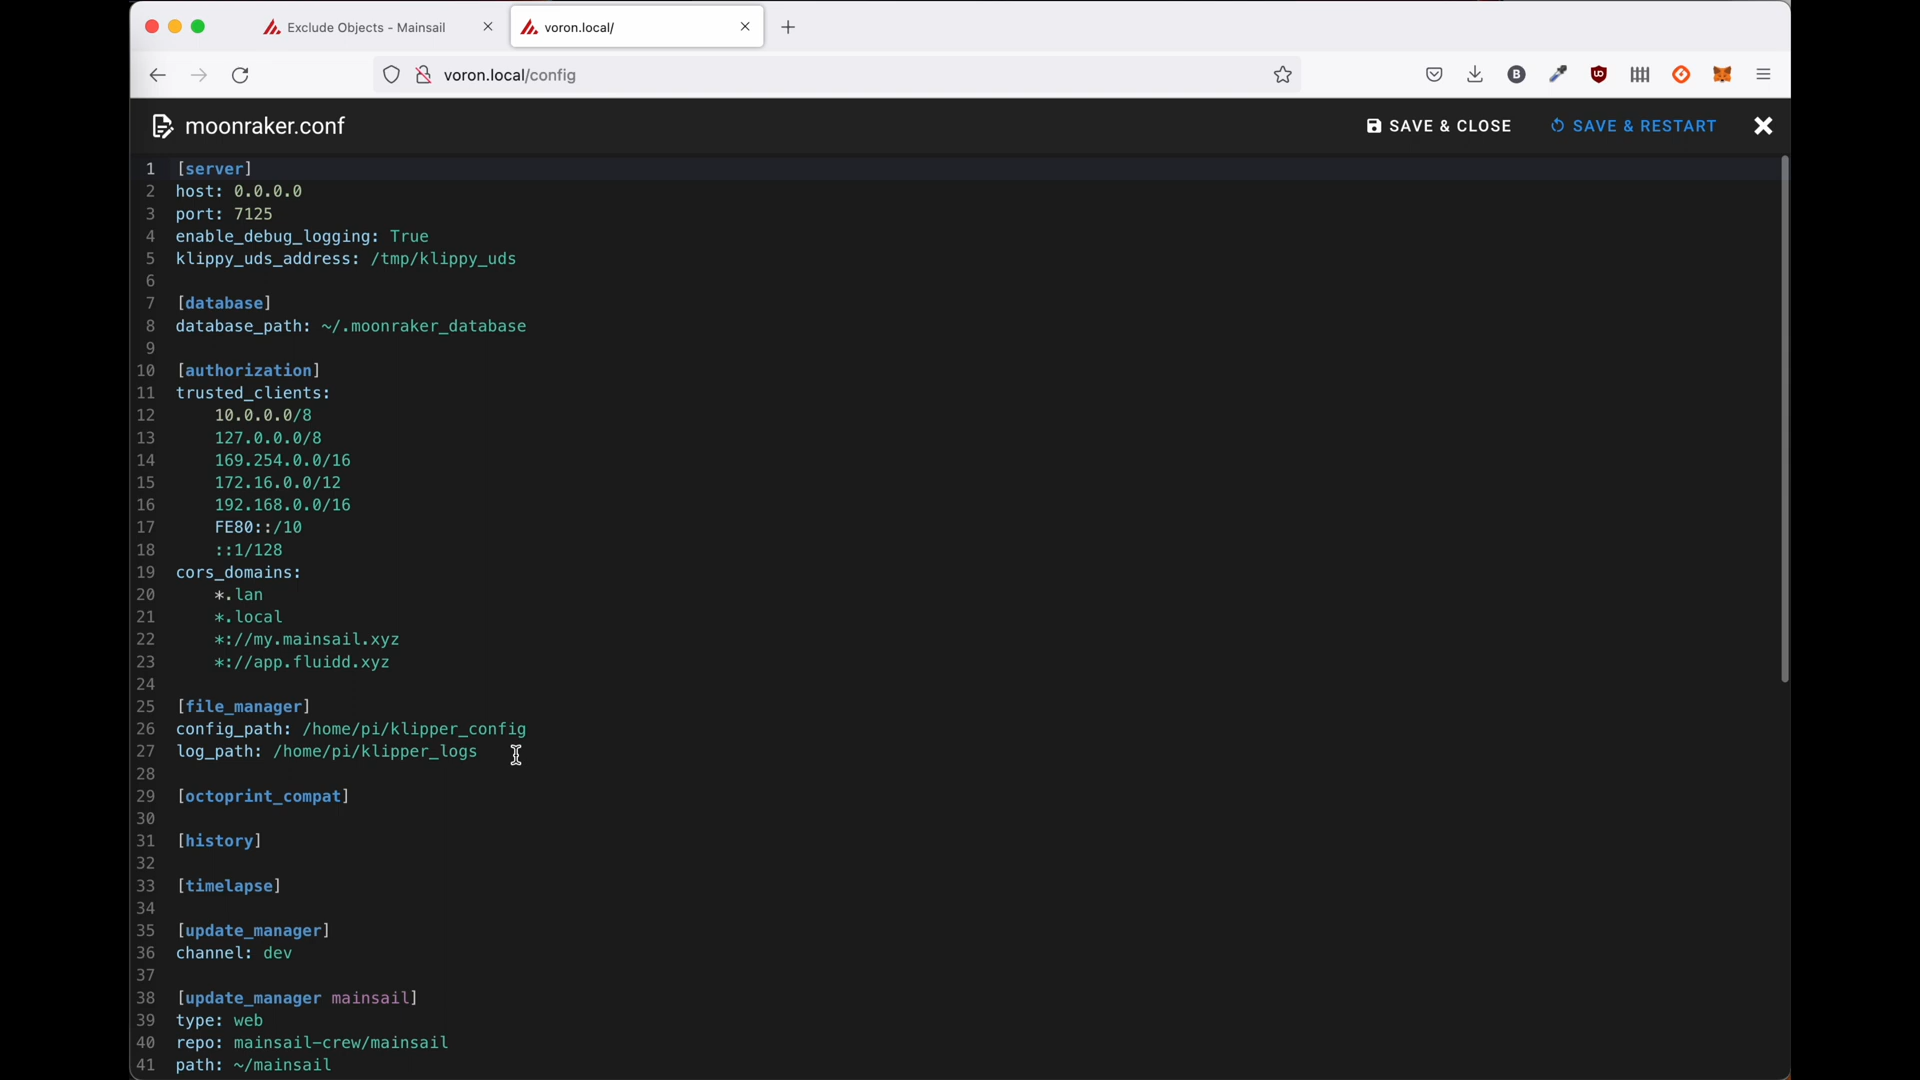 Exclude Objects - Mainsail
voron.local/
voron.local/config
B
moonraker.conf
SAVE & CLOSE
SAVE & RESTART
1 [server]
2 host: 0.0.0.0
3 port: 7125
4 enable_debug_logging: True
5 klippy_uds_address: /tmp/klippy_uds
6
7 [database]
8 database_path: ~/.moonraker_database
9
10 [authorization]
11 trusted_clients:
12 10.0.0.0/8
13 127.0.0.0/8
14 169.254.0.0/16
15 172.16.0.0/12
16 192.168.0.0/16
17 FE80::/10
18 ::1/128
19 cors_domains:
20 *.lan
21 *.local
22 *://my.mainsail.xyz
23 *://app.fluidd.xyz
24
25 [file_manager]
26 config_path: /home/pi/klipper_config
27 log_path: /home/pi/klipper_logs
28
29 [octoprint_compat]
30
31 [history]
32
33 [timelapse]
34
35 [update_manager]
36 channel: dev
37
38 [update_manager mainsail]
39 type: web
40 repo: mainsail-crew/mainsail
41 path: ~/mainsail